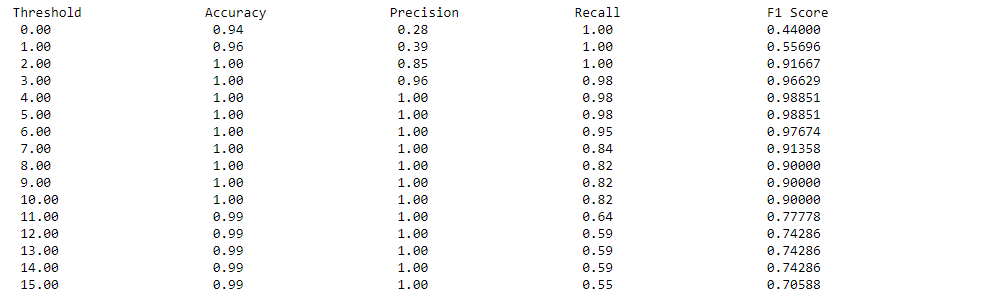 Threshold Accuracy Precision Recall F1 Score
0.00 0.94 0.28 1.00 0.44000
1.00 0.96 0.39 1.00 0.55696
2.00 1.00 0.85 1.00 0.91667
3.00 1.00 0.96 0.98 0.96629
4.00 1.00 1.00 0.98 0.98851
5.00 1.00 1.00 0.98 0.98851
6.00 1.00 1.00 0.95 0.97674
7.00 1.00 1.00 0.84 0.91358
8.00 1.00 1.00 0.82 0.90000
9.00 1.00 1.00 0.82 0.90000
10.00 1.00 1.00 0.82 0.90000
11.00 0.99 1.00 0.64 0.77778
12.00 0.99 1.00 0.59 0.74286
13.00 0.99 1.00 0.59 0.74286
14.00 0.99 1.00 0.59 0.74286
15.00 0.99 1.00 0.55 0.70588